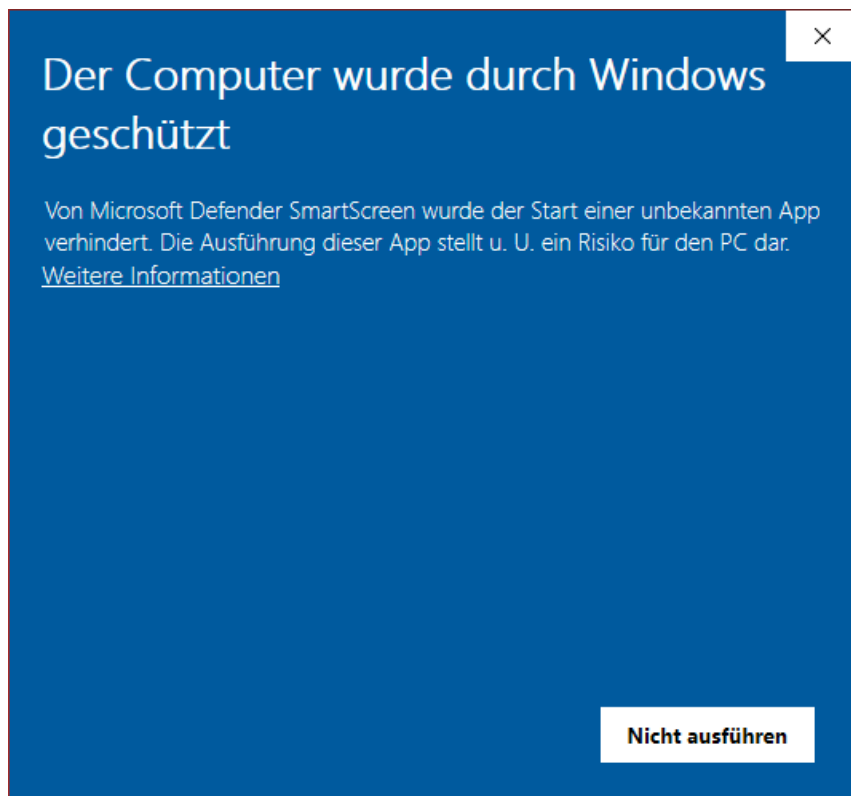 Der Computer wurde durch Windows
geschützt
Von Microsoft Defender SmartScreen wurde der Start einer unbekannten App
verhindert. Die Ausführung dieser App stellt u. U. ein Risiko für den PC dar.
Weitere Informationen
Nicht ausführen